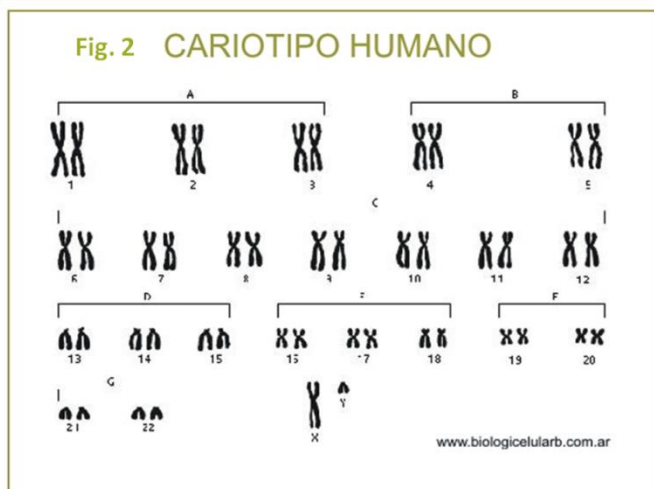 Fig. 2 CARIOTIPO HUMANO
A B
1 2 3 4 5
C
6 7 8 9 10 11 12
D F
13 14 15 17 18 19 20
G
21 22 X Y
www.biologicelularb.com.ar